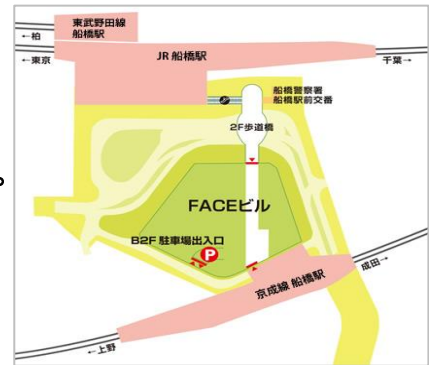 東武野田線
船橋駅
←柏
←東京
JR 船橋駅
千葉→
船橋警察署
船橋駅前交番
2F歩道橋
FACEビル
B2F 駐車場出入口
P
京成線 船橋駅
成田→
←上野